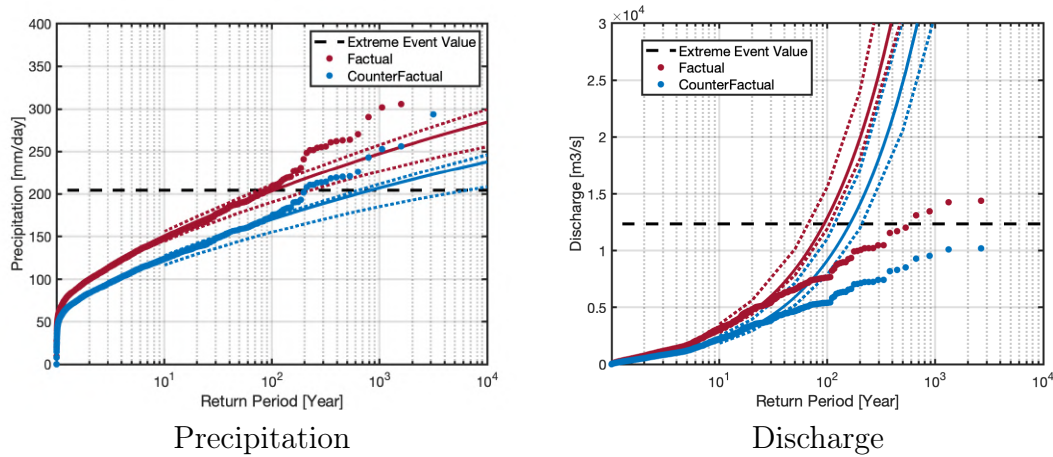 400
350
300
250
200
150
100
50
0
Precipitation [mm/day]
Extreme Event Value
Factual
CounterFactual
10^1
10^2
10^3
10^4
Return Period [Year]
Precipitation
3 ×10^4
2.5
2
1.5
1
0.5
0
Discharge [m3/s]
Extreme Event Value
Factual
CounterFactual
10^1
10^2
10^3
10^4
Return Period [Year]
Discharge